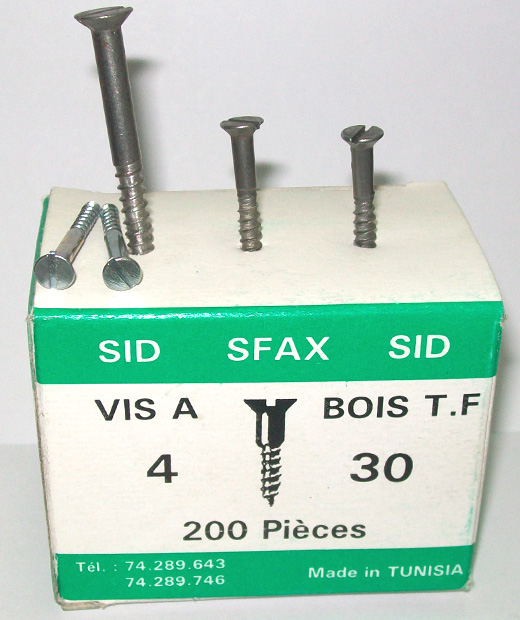 SID SFAX SID
VIS A BOIS T.F
4 30
200 Pièces
Tél. : 74.289.643
74.289.746
Made in TUNISIA